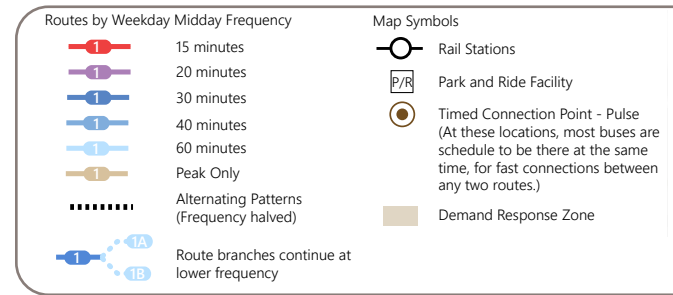 Routes by Weekday Midday Frequency
1 15 minutes
1 20 minutes
1 30 minutes
1 40 minutes
1 60 minutes
1 Peak Only
Alternating Patterns
(Frequency halved)
1A
1 Route branches continue at
1B lower frequency
Map Symbols
Rail Stations
P/R Park and Ride Facility
Timed Connection Point - Pulse
(At these locations, most buses are
schedule to be there at the same
time, for fast connections between
any two routes.)
Demand Response Zone